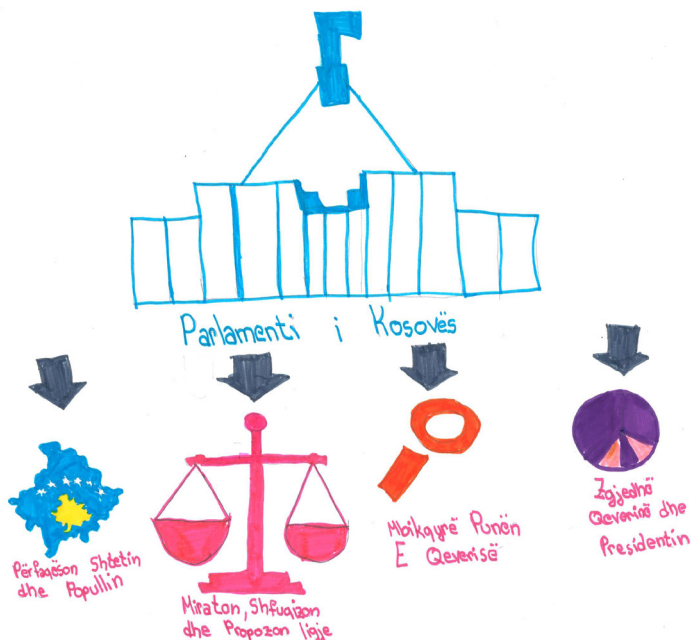 Parlamenti i Kosovës
Përfaqëson Shtetin
dhe Popullin
Miraton, Shfuqizon
dhe Propozon ligje
Mbikqyrë Punën
E Qeverisë
Zgjedhë
Qeverinë dhe
Presidentin